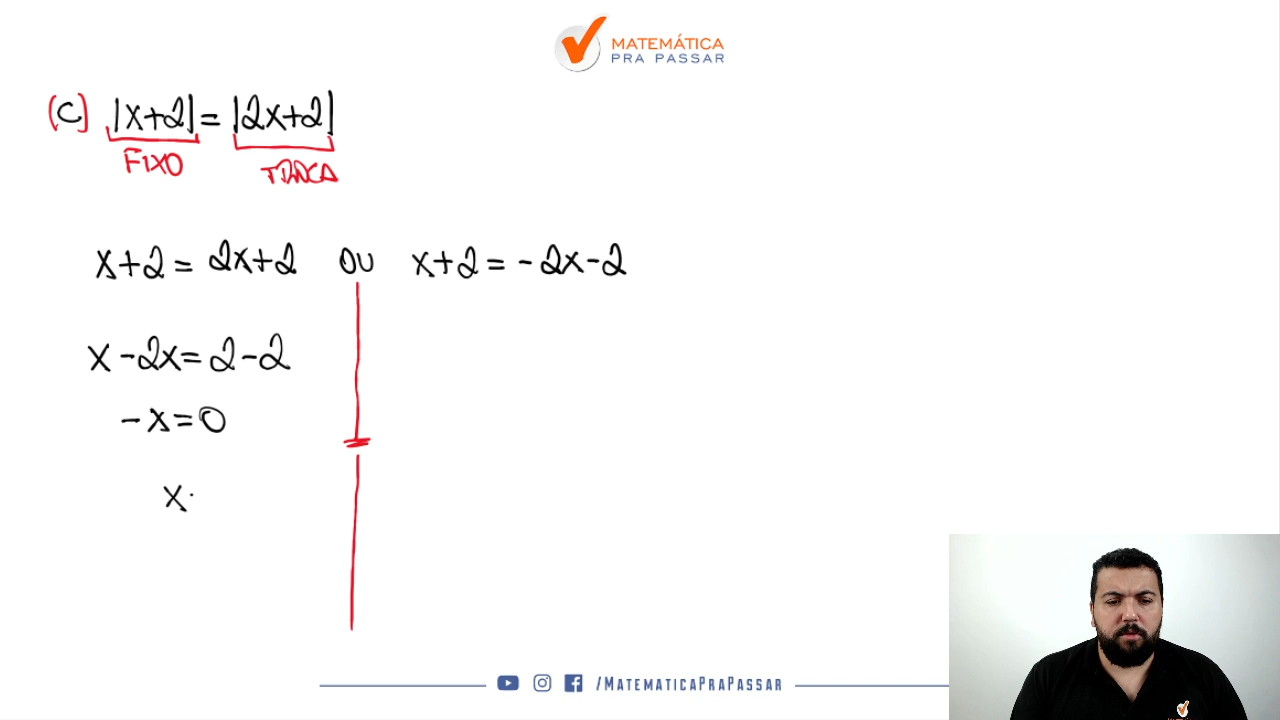 MATEMÁTICA
PRA PASSAR
(C) |x+2| = |2x+2|
FIXO TROCA
x+2 = 2x+2 OU x+2 = -2x-2
x -2x = 2-2
-x = 0
x
/MATEMATICAPRAPASSAR